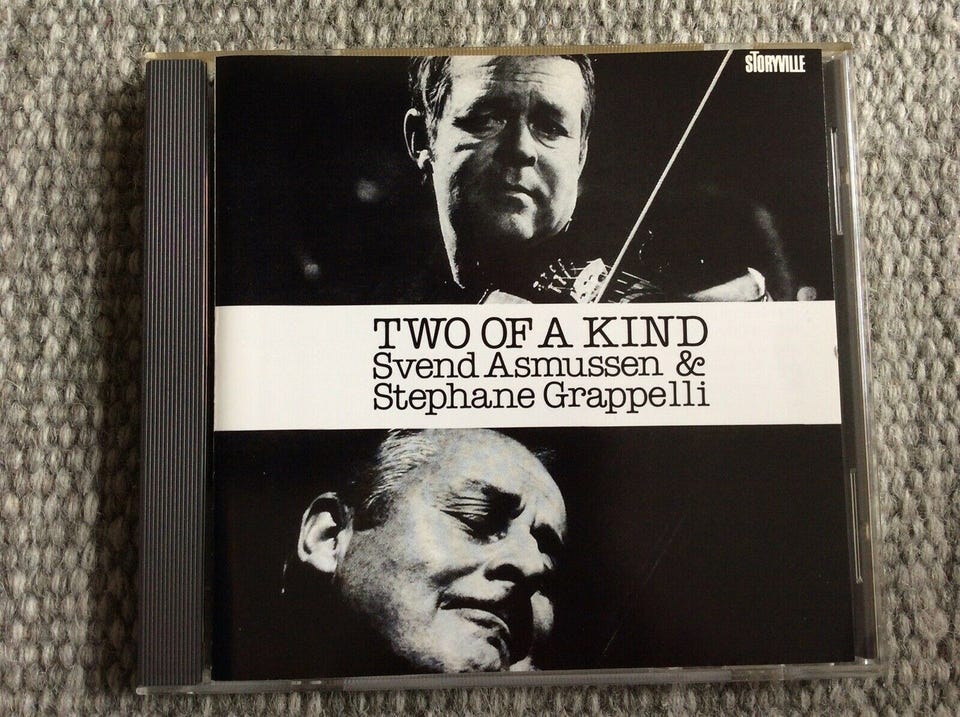 STORYVILLE
TWO OF A KIND
Svend Asmussen &
Stephane Grappelli